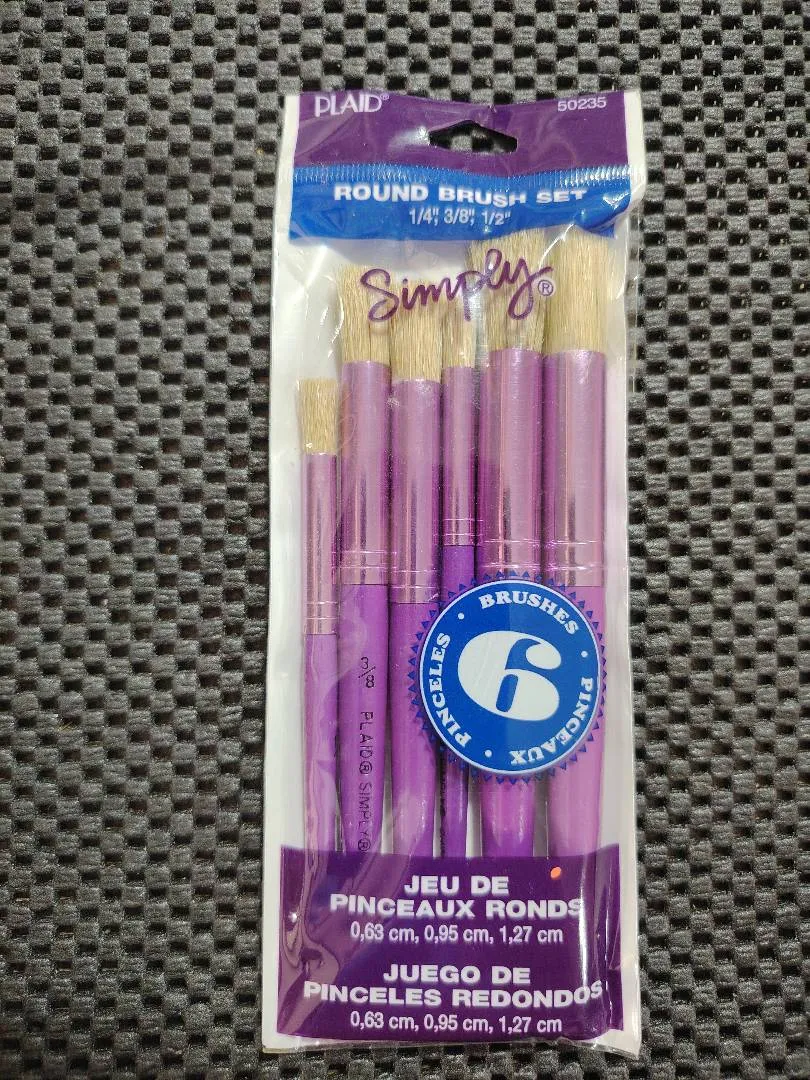 PLAID®
50235
ROUND BRUSH SET
1/4", 3/8", 1/2"
Simply®
BRUSHES • PINCEAUX • PINCELES •
6
3/8 PLAID® SIMPLY®
JEU DE
PINCEAUX RONDS
0,63 cm, 0,95 cm, 1,27 cm
JUEGO DE
PINCELES REDONDOS
0,63 cm, 0,95 cm, 1,27 cm